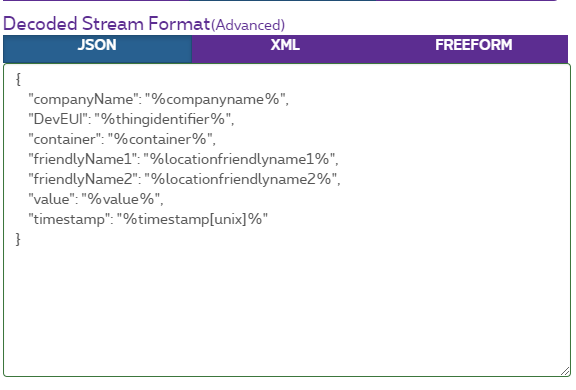 Decoded Stream Format(Advanced)
JSON XML FREEFORM
{
"companyName": "%companyname%",
"DevEUI": "%thingidentifier%",
"container": "%container%",
"friendlyName1": "%locationfriendlyname1%",
"friendlyName2": "%locationfriendlyname2%",
"value": "%value%",
"timestamp": "%timestamp[unix]%"
}